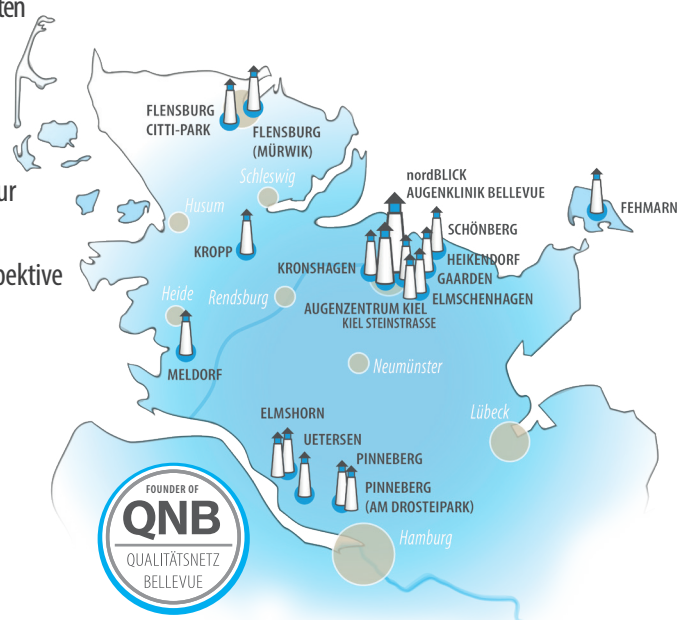 ten
ur
pektive
FLENSBURG
CITTI-PARK
FLENSBURG
(MÜRWIK)
Schleswig
Husum
nordBLICK
AUGENKLINIK BELLEVUE
FEHMARN
SCHÖNBERG
KROPP
KRONSHAGEN
HEIKENDORF
GAARDEN
ELMSCHENHAGEN
Heide
Rendsburg
AUGENZENTRUM KIEL
KIEL STEINSTRASSE
MELDORF
Neumünster
Lübeck
ELMSHORN
UETERSEN
PINNEBERG
PINNEBERG
(AM DROSTEIPARK)
Hamburg
FOUNDER OF
QNB
QUALITÄTSNETZ
BELLEVUE